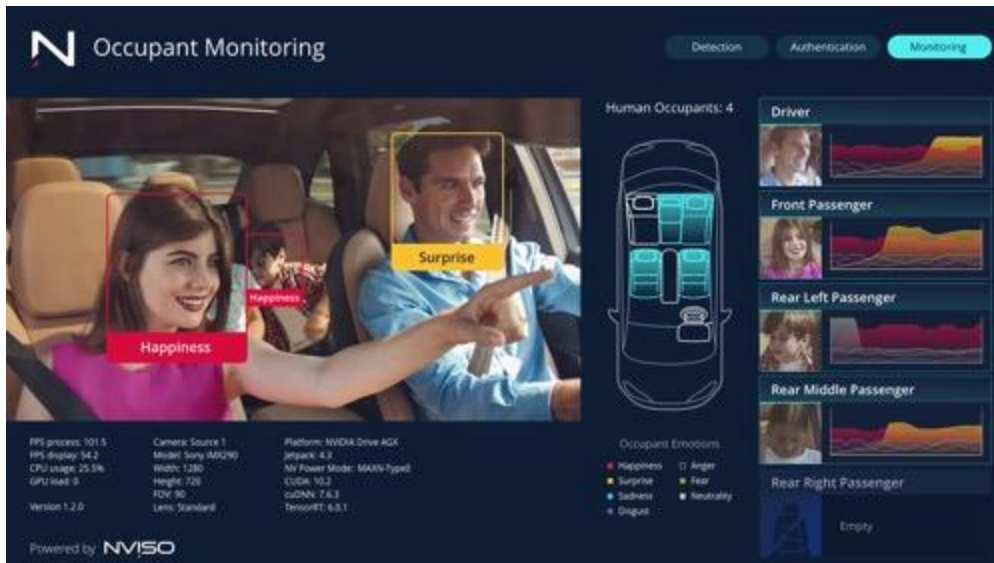 Occupant Monitoring
Detection
Authentication
Monitoring
Human Occupants: 4
Driver
Surprise
Happiness
Happiness
Front Passenger
Rear Left Passenger
Rear Middle Passenger
Rear Right Passenger
Empty
FPS process: 101.5
FPS display: 54.2
CPU usage: 25.5%
GPU load: 0
Version 1.2.0
Camera: Source 1
Model: Sony IMX290
Width: 1280
Height: 720
FOV: 90
Lens: Standard
Platform: NVIDIA Drive AGX
Jetpack: 4.3
NV Power Mode: MAXN-Type0
CUDA: 10.2
cuDNN: 7.6.3
TensorRT: 6.0.1
Occupant Emotions
Happiness
Surprise
Sadness
Disgust
Anger
Fear
Neutrality
Powered by NVISO